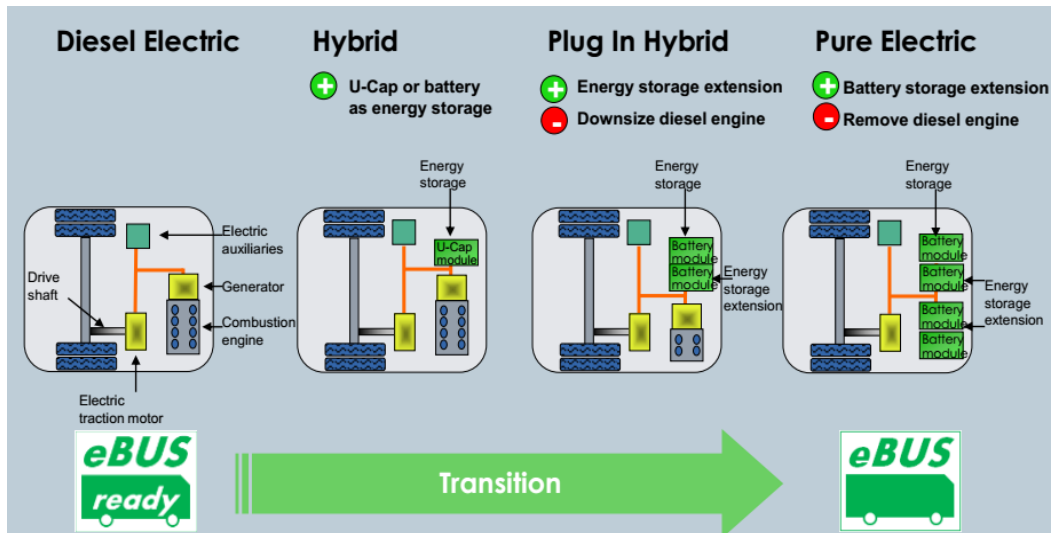 Diesel Electric
Hybrid
Plug In Hybrid
Pure Electric
+ U-Cap or battery
as energy storage
+ Energy storage extension
- Downsize diesel engine
+ Battery storage extension
- Remove diesel engine
Energy
storage
Energy
storage
Energy
storage
Electric
auxiliaries
Drive
shaft
Generator
Combustion
engine
Electric
traction motor
U-Cap
module
Battery
module
Battery
module
Energy
storage
extension
Battery
module
Battery
module
Battery
module
Battery
module
Energy
storage
extension
eBUS
ready
Transition
eBUS